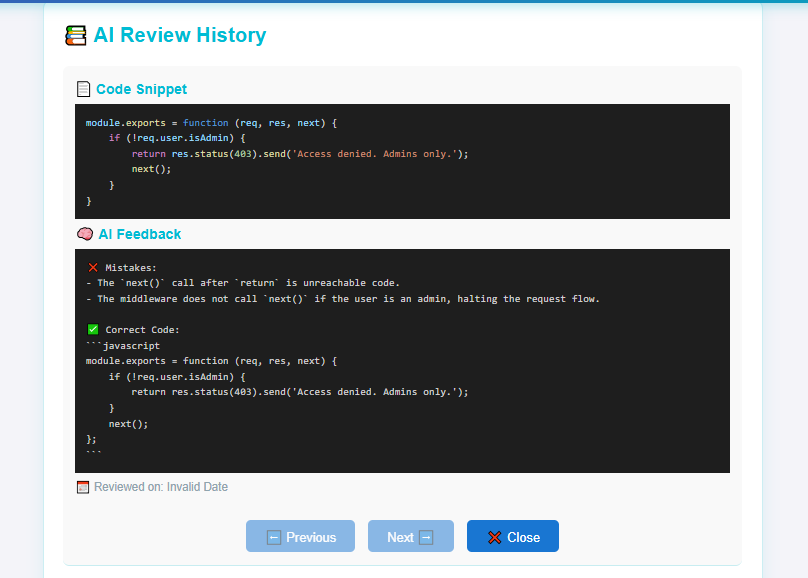 AI Review History
Code Snippet
module.exports = function (req, res, next) {
    if (!req.user.isAdmin) {
        return res.status(403).send('Access denied. Admins only.');
        next();
    }
}
AI Feedback
❌ Mistakes:
- The `next()` call after `return` is unreachable code.
- The middleware does not call `next()` if the user is an admin, halting the request flow.
✅ Correct Code:
```javascript
module.exports = function (req, res, next) {
    if (!req.user.isAdmin) {
        return res.status(403).send('Access denied. Admins only.');
    }
    next();
};
```
Reviewed on: Invalid Date
⬅ Previous
Next ➡
❌ Close